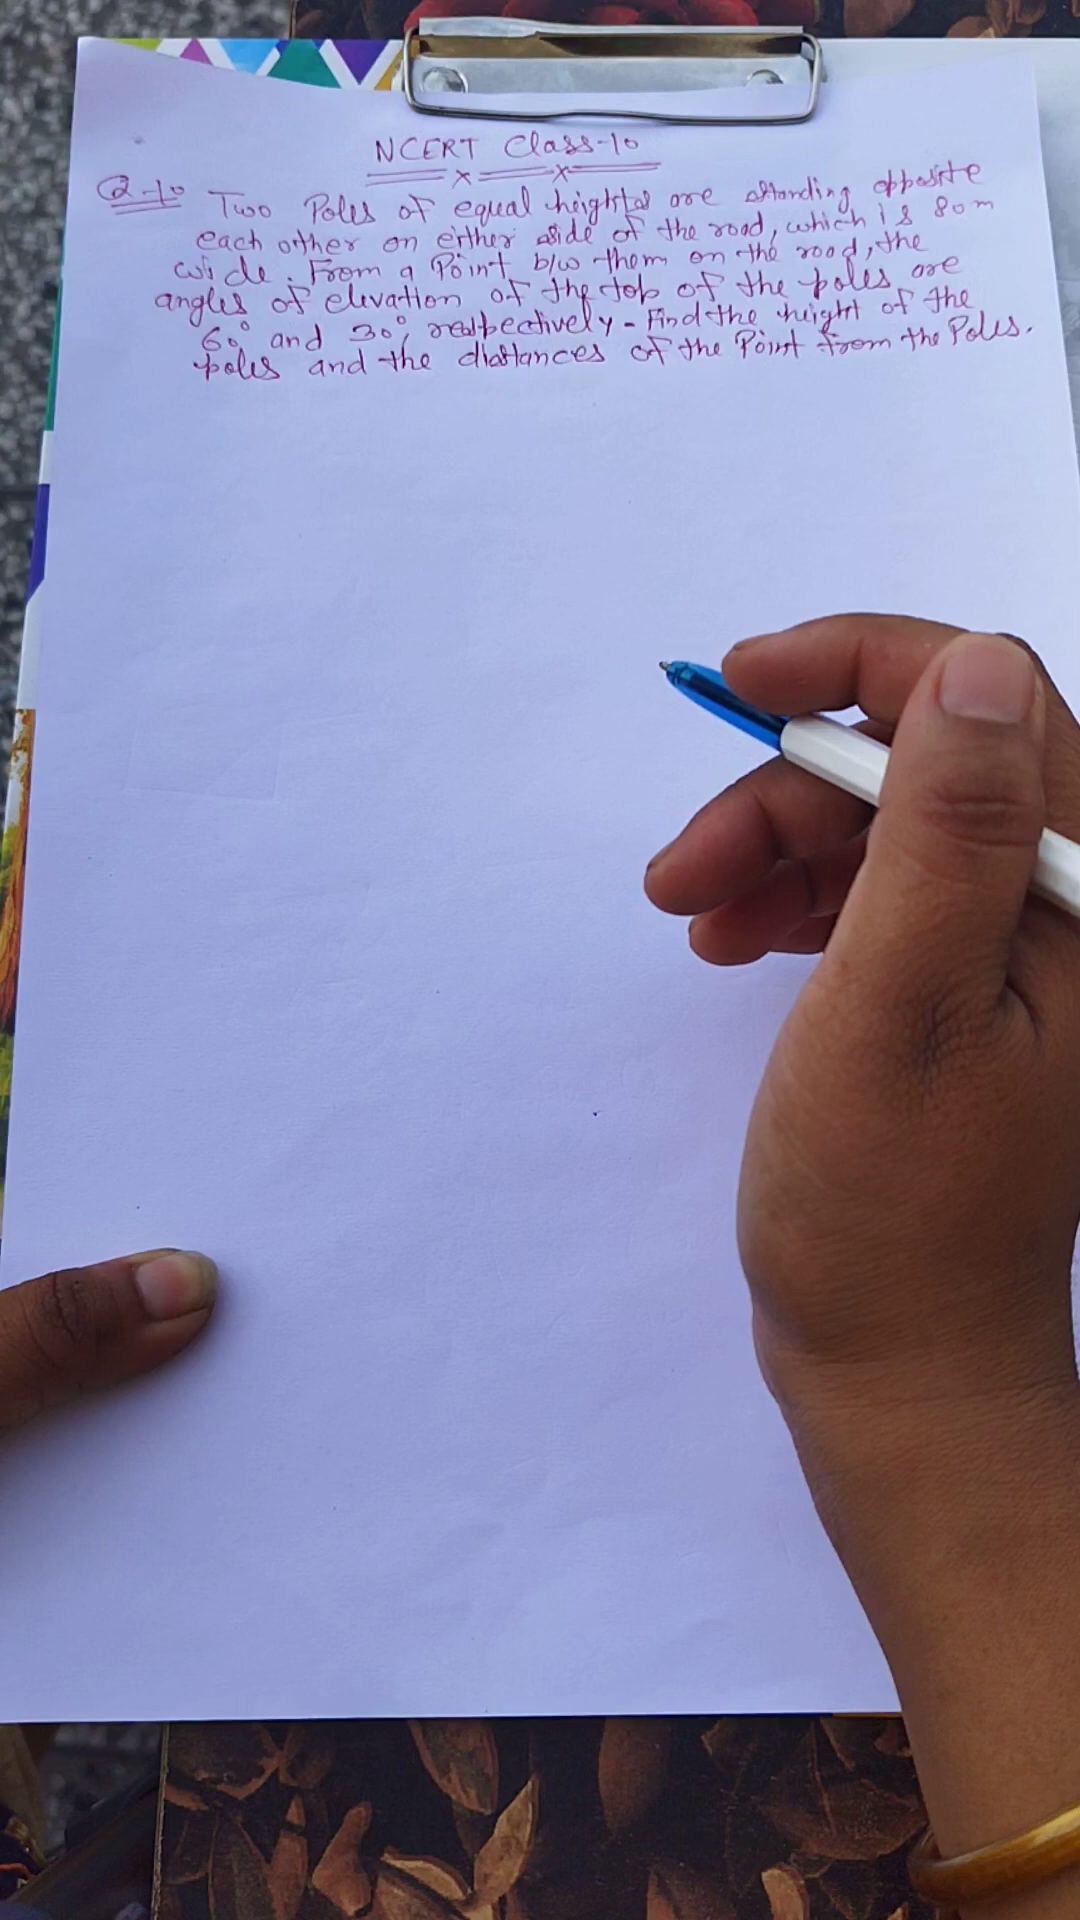 NCERT Class-10
Q-10 Two Poles of equal heights are standing opposite
each other on either side of the road, which is 80m
wide. From a Point b/w them on the road, the
angles of elevation of the top of the poles are
60° and 30°, respectively - Find the height of the
poles and the distances of the Point from the Poles.